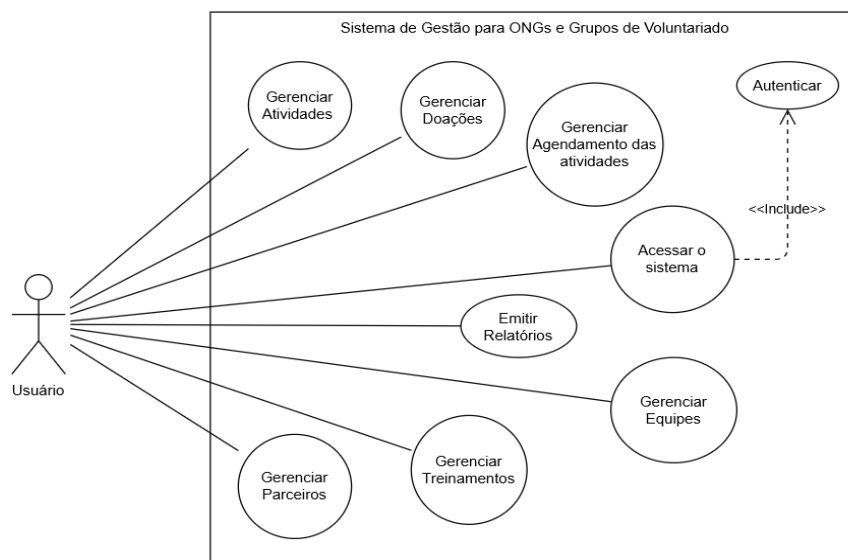 Sistema de Gestão para ONGs e Grupos de Voluntariado
Gerenciar
Atividades
Gerenciar
Doações
Gerenciar
Agendamento das
atividades
Autenticar
<<Include>>
Acessar o
sistema
Emitir
Relatórios
Usuário
Gerenciar
Equipes
Gerenciar
Parceiros
Gerenciar
Treinamentos